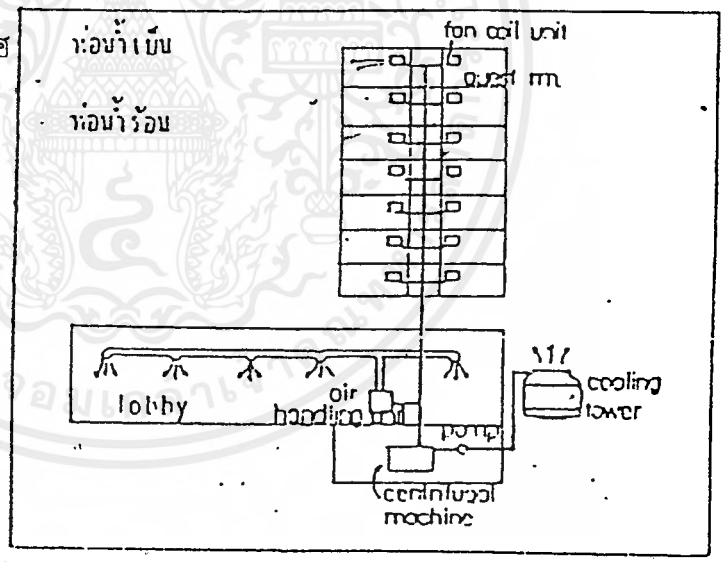 ท่อน้ำเย็น
ท่อน้ำร้อน
fan coil unit
guest rm.
lobby
air
handling
pump
cooling
tower
centrifugal
machine